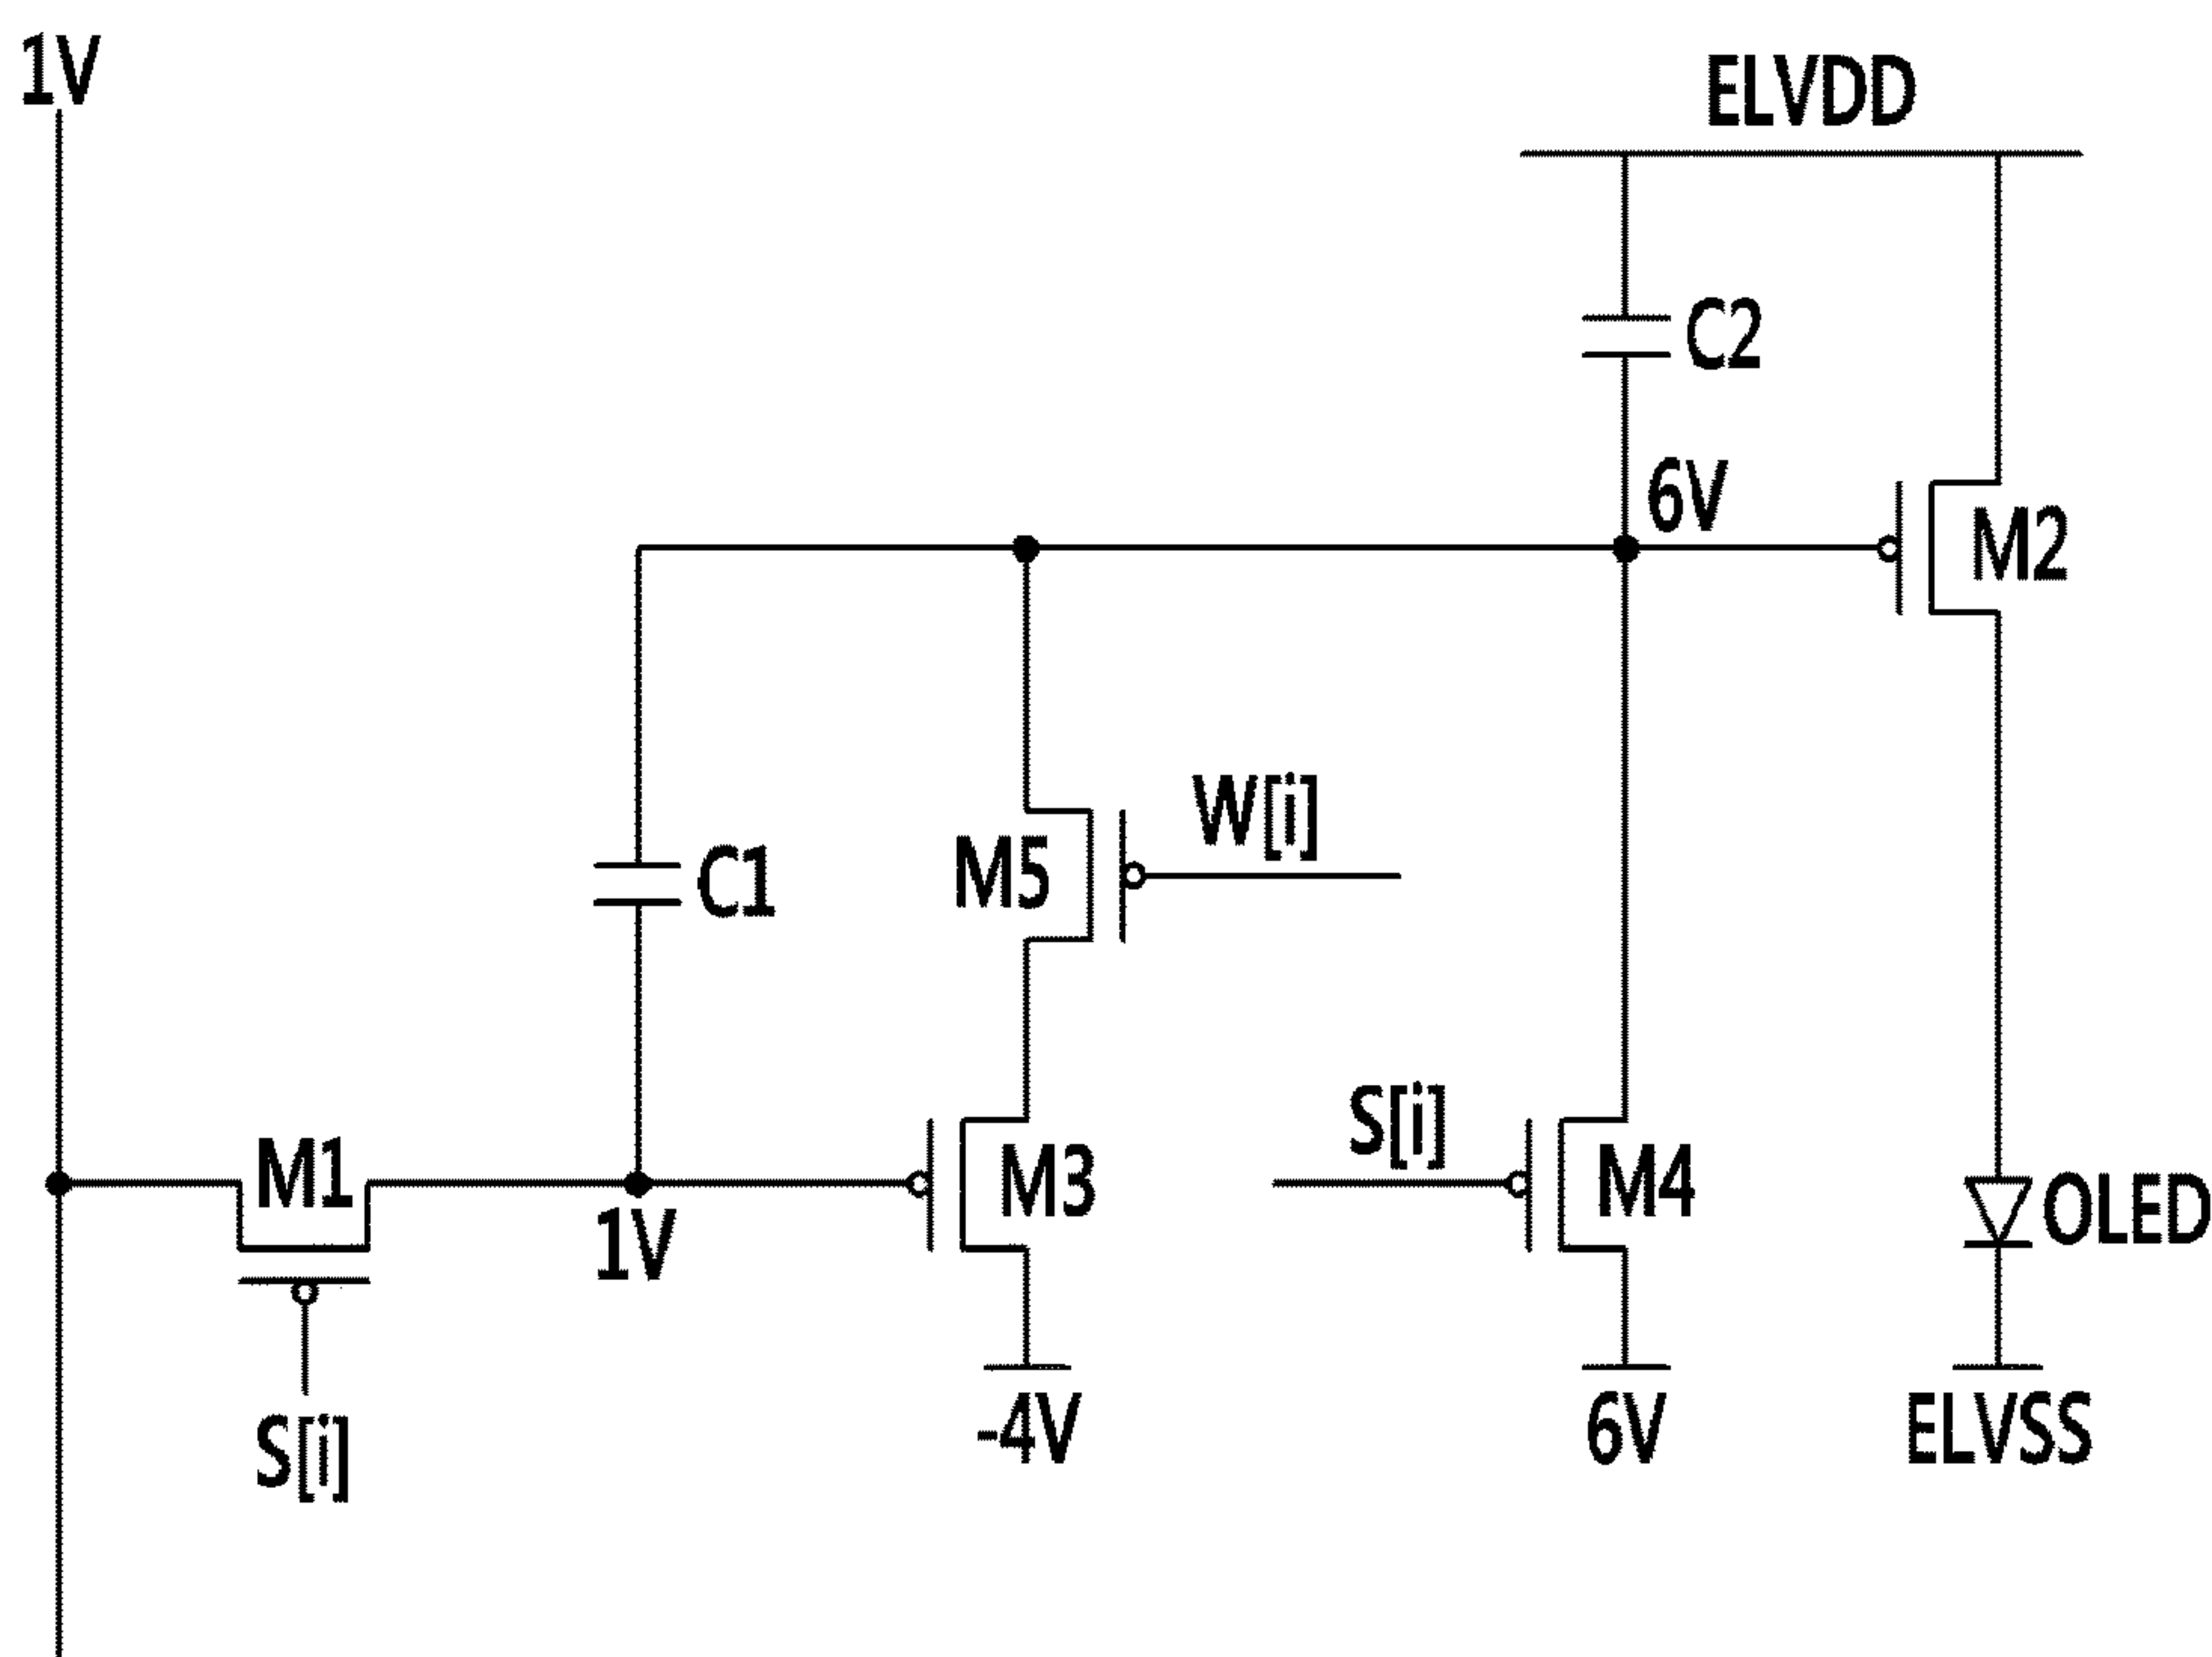 1V
ELVDD
C2
6V
M2
W[i]
M5
C1
S[i]
M1
M3
M4
OLED
1V
-4V
6V
ELVSS
S[i]